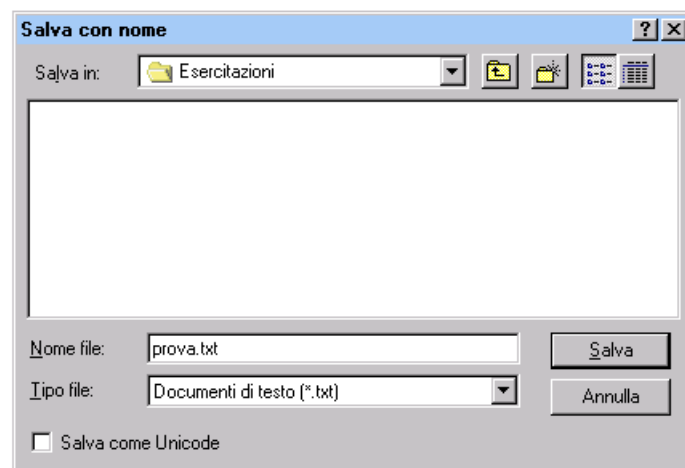 Salva con nome
Salva in: Esercitazioni
Nome file: prova.txt Salva
Tipo file: Documenti di testo (*.txt) Annulla
Salva come Unicode